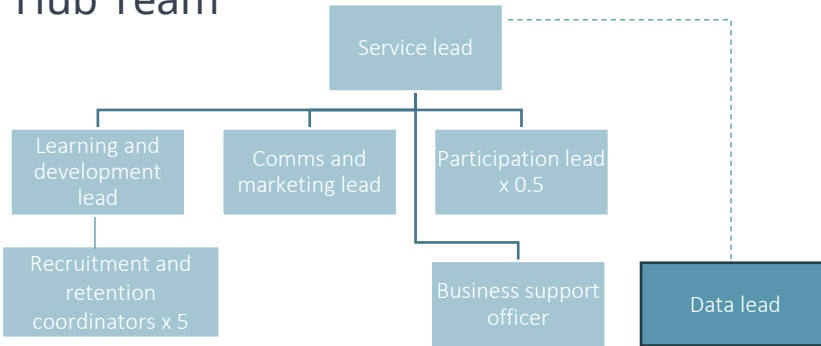 Hub Team
Service lead
Learning and
development
lead
Comms and
marketing lead
Participation lead
x 0.5
Recruitment and
retention
coordinators x 5
Business support
officer
Data lead